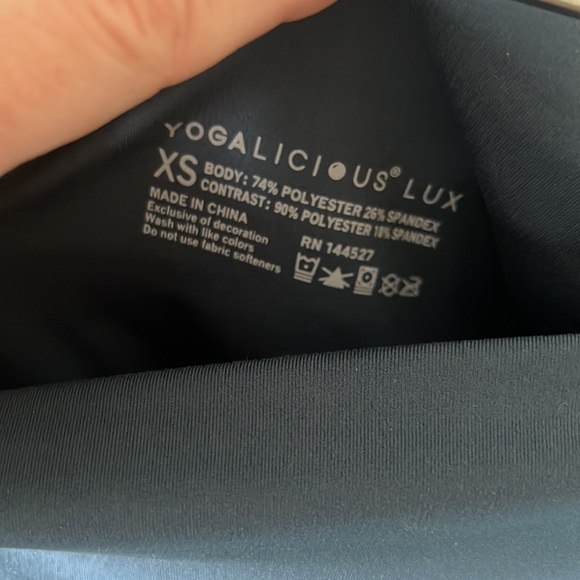 YOGALICIOUS® LUX
XS
BODY: 74% POLYESTER 26% SPANDEX
CONTRAST: 90% POLYESTER 10% SPANDEX
MADE IN CHINA
Exclusive of decoration
Wash with like colors
Do not use fabric softeners
RN 144527